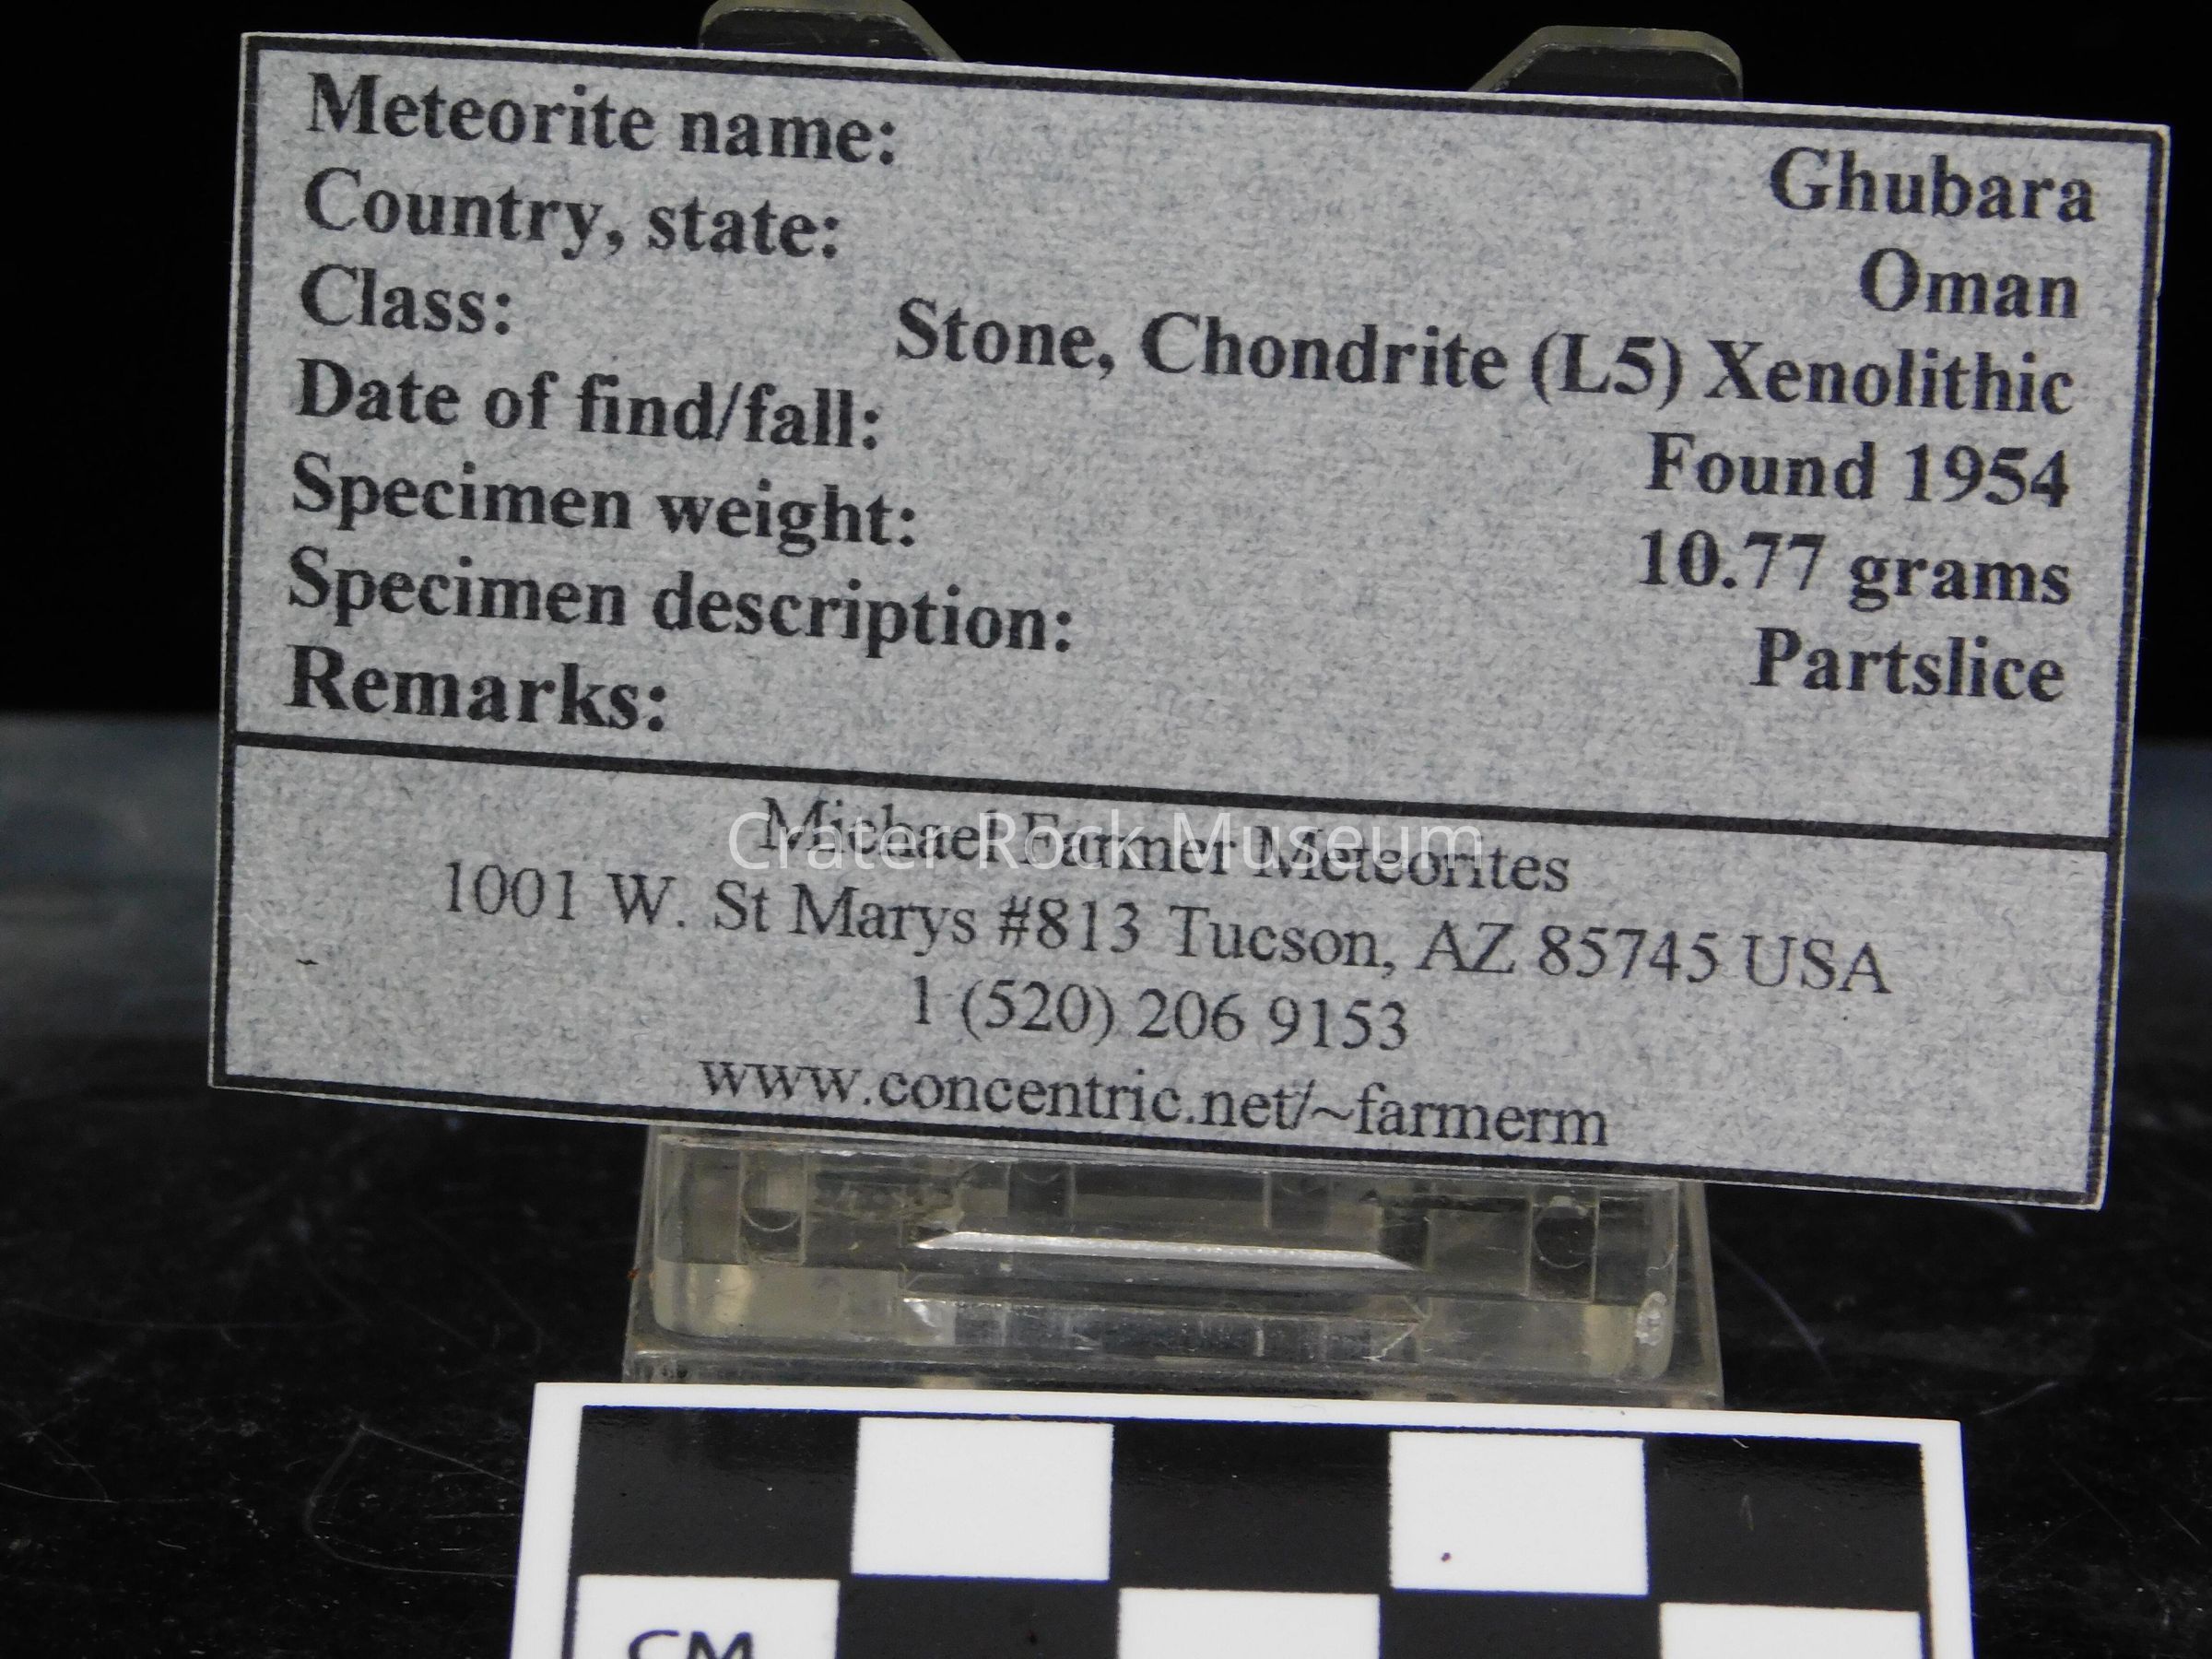 Meteorite name: Ghubara
Country, state: Oman
Class: Stone, Chondrite (L5) Xenolithic
Date of find/fall: Found 1954
Specimen weight: 10.77 grams
Specimen description: Partslice
Remarks:
Michael Farmer Meteorites
Crater Rock Museum
1001 W. St Marys #813 Tucson, AZ 85745 USA
1 (520) 206 9153
www.concentric.net/~farmerm
CM